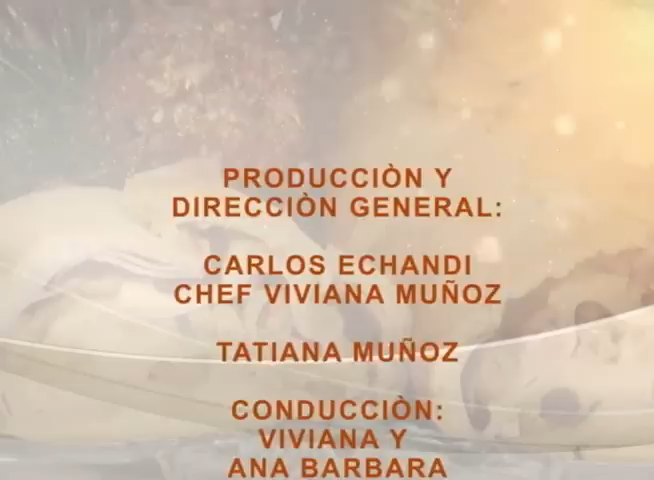 PRODUCCIÒN Y
DIRECCIÒN GENERAL:
CARLOS ECHANDI
CHEF VIVIANA MUÑOZ
TATIANA MUÑOZ
CONDUCCIÒN:
VIVIANA Y
ANA BARBARA